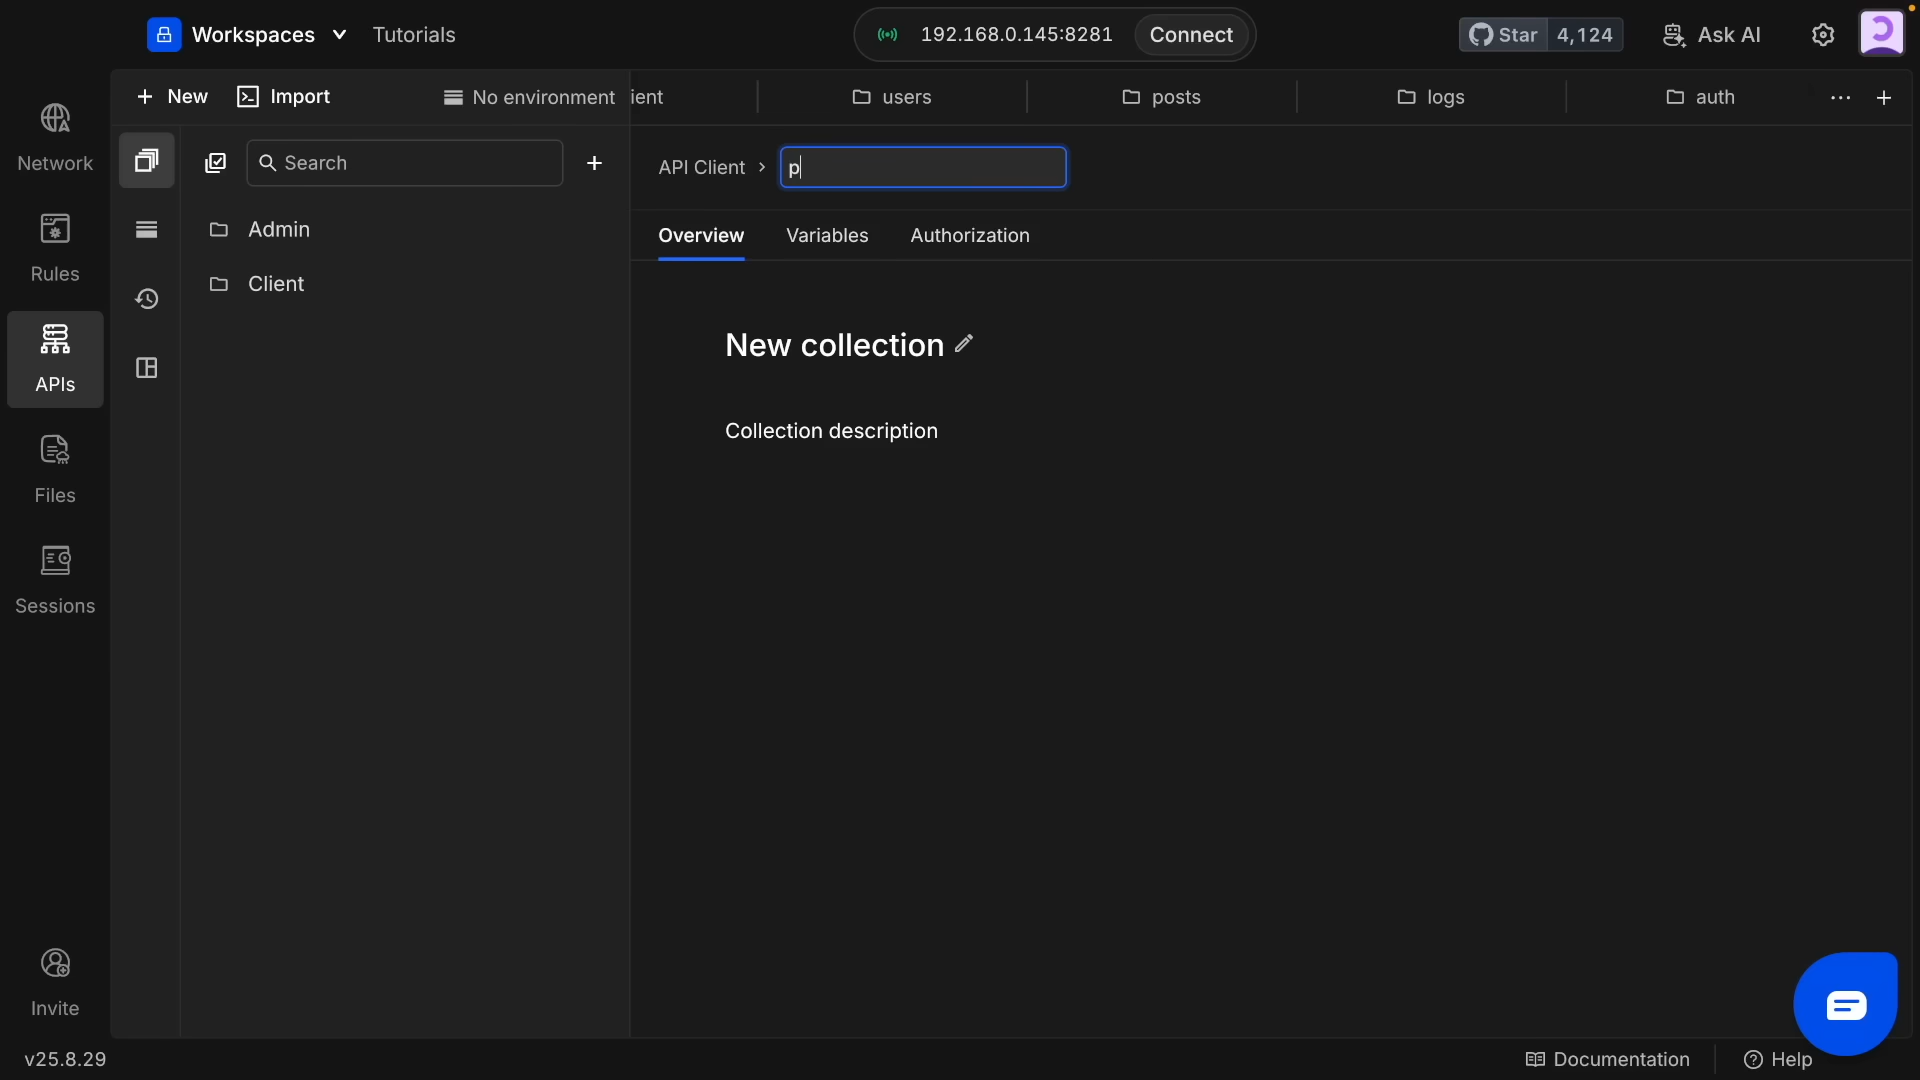 Workspaces
Tutorials
192.168.0.145:8281
Connect
Star 4,124
Ask AI
New
Import
No environment
ient
users
posts
logs
auth
Network
Rules
APIs
Files
Sessions
Invite
Search
Admin
Client
API Client › p
Overview
Variables
Authorization
New collection
Collection description
v25.8.29
Documentation
Help